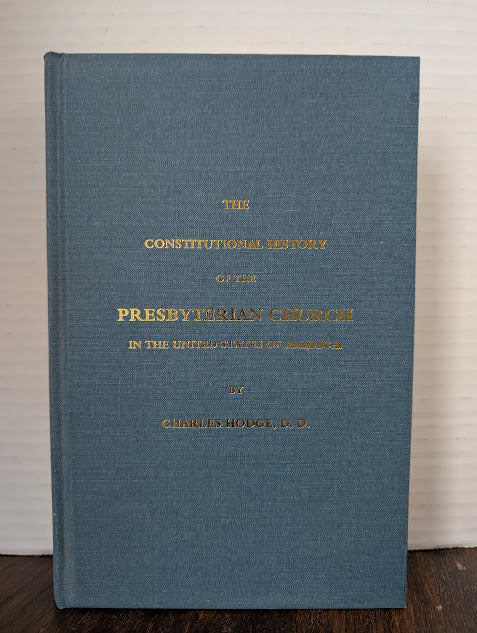 THE
CONSTITUTIONAL HISTORY
OF THE
PRESBYTERIAN CHURCH
IN THE UNITED STATES OF AMERICA
BY
CHARLES HODGE, D. D.